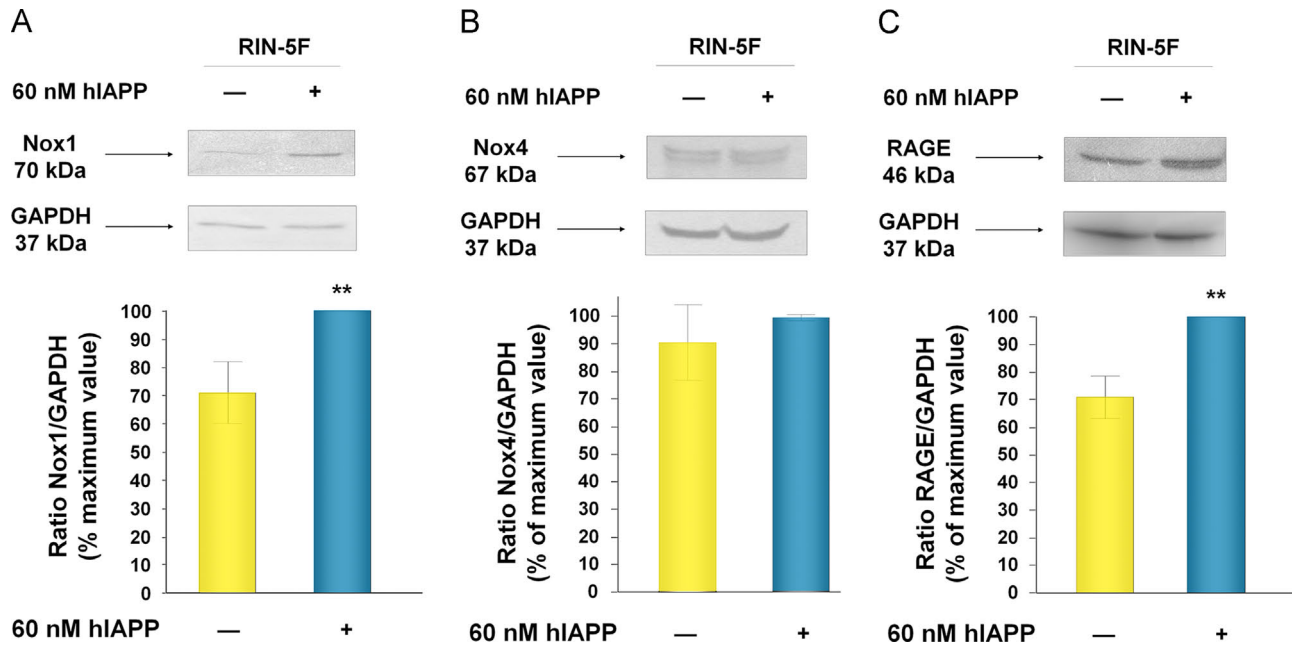 A
RIN-5F
60 nM hIAPP — +
Nox1
70 kDa
GAPDH
37 kDa
**
100
90
80
70
60
50
40
30
20
10
0
Ratio Nox1/GAPDH
(% maximum value)
60 nM hIAPP — +
B
RIN-5F
60 nM hIAPP — +
Nox4
67 kDa
GAPDH
37 kDa
100
90
80
70
60
50
40
30
20
10
0
Ratio Nox4/GAPDH
(% of maximum value)
60 nM hIAPP — +
C
RIN-5F
60 nM hIAPP — +
RAGE
46 kDa
GAPDH
37 kDa
**
100
90
80
70
60
50
40
30
20
10
0
Ratio RAGE/GAPDH
(% of maximum value)
60 nM hIAPP — +